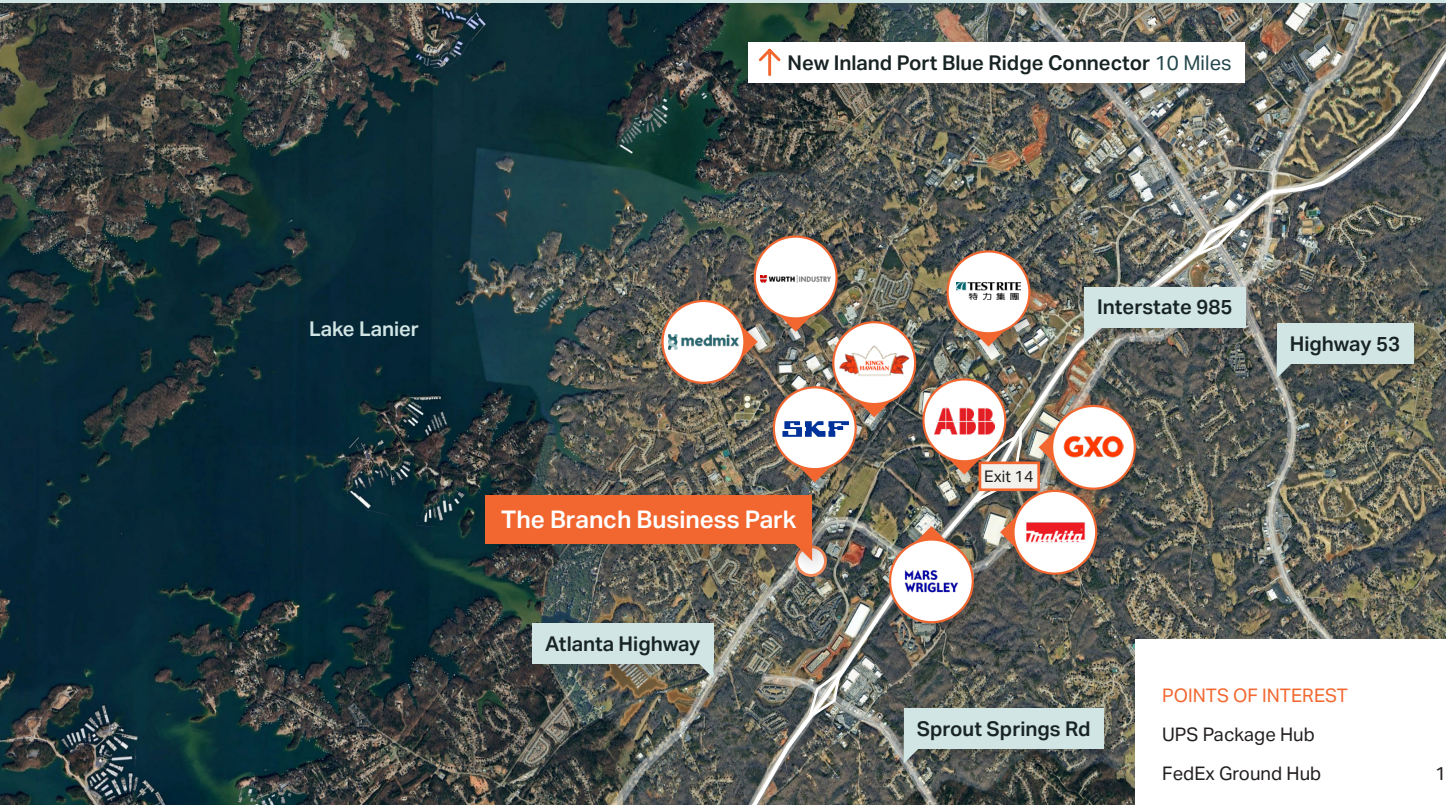 ↑ New Inland Port Blue Ridge Connector 10 Miles
WURTH | INDUSTRY
TEST RITE
特力集團
Interstate 985
Lake Lanier
medmix
Highway 53
KING'S
HAWAIIAN
SKF
ABB
GXO
Exit 14
The Branch Business Park
makita
MARS
WRIGLEY
Atlanta Highway
POINTS OF INTEREST
Sprout Springs Rd
UPS Package Hub
FedEx Ground Hub 1